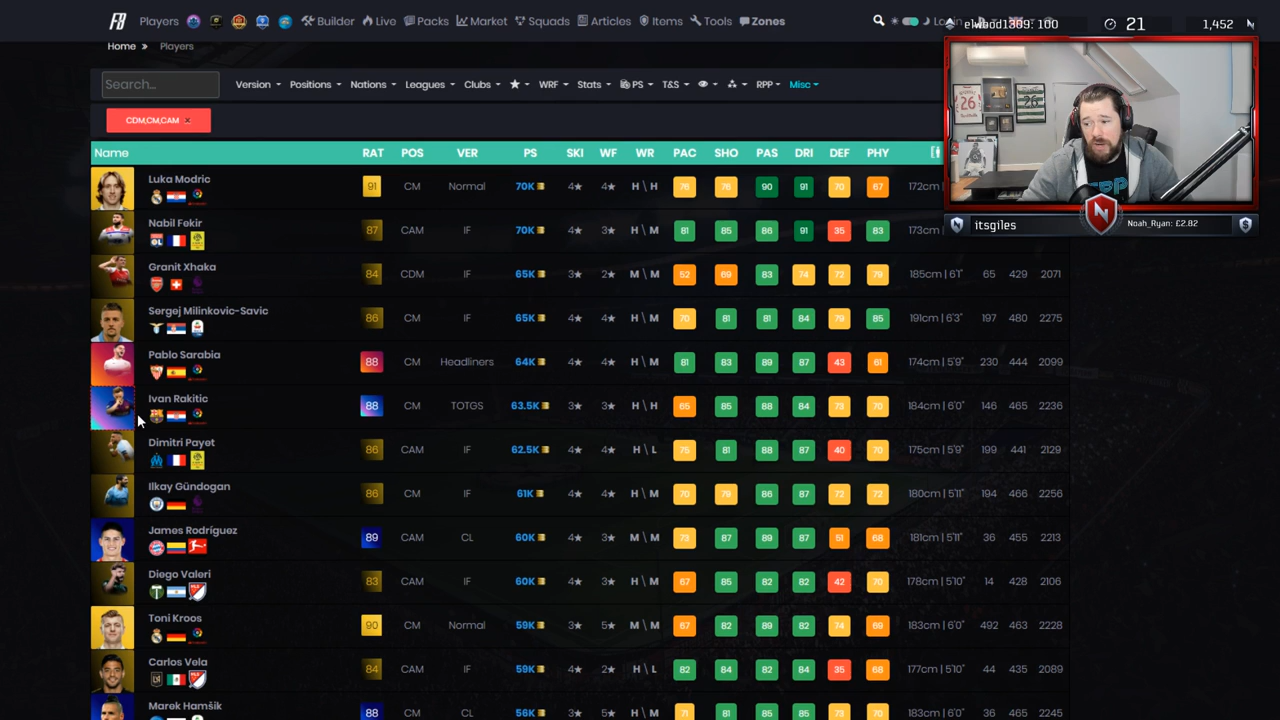 FB Players Builder Live Packs Market Squads Articles Items Tools Zones Login
elwood1369: 100 21 1,452
Home » Players
Search... Version Positions Nations Leagues Clubs WRF Stats PS T&S RPP Misc
CDM,CM,CAM ×
Name RAT POS VER PS SKI WF WR PAC SHO PAS DRI DEF PHY
Luka Modric 91 CM Normal 70K 4★ 4★ H \ H 76 76 90 91 70 67 172cm
Nabil Fekir 87 CAM IF 70K 4★ 3★ H \ M 81 85 86 91 35 83 173cm
itsgiles Noah_Ryan: £2.82
Granit Xhaka 84 CDM IF 65K 3★ 2★ M \ M 52 69 83 74 72 79 185cm | 6'1" 65 429 2071
Sergej Milinkovic-Savic 86 CM IF 65K 4★ 4★ H \ M 70 81 81 84 79 85 191cm | 6'3" 197 480 2275
Pablo Sarabia 88 CM Headliners 64K 4★ 4★ H \ M 81 83 89 87 43 61 174cm | 5'9" 230 444 2099
Ivan Rakitic 88 CM TOTGS 63.5K 3★ 3★ H \ H 65 85 88 84 73 70 184cm | 6'0" 146 465 2236
Dimitri Payet 86 CAM IF 62.5K 4★ 4★ H \ L 75 81 88 87 40 70 175cm | 5'9" 199 441 2129
Ilkay Gündogan 86 CM IF 61K 4★ 4★ H \ M 70 79 86 87 72 72 180cm | 5'11" 194 466 2256
James Rodríguez 89 CAM CL 60K 4★ 3★ M \ M 73 87 89 87 51 68 181cm | 5'11" 36 455 2213
Diego Valeri 83 CAM IF 60K 4★ 3★ H \ M 67 85 82 82 42 70 178cm | 5'10" 14 428 2106
Toni Kroos 90 CM Normal 59K 3★ 5★ M \ M 67 82 89 82 74 69 183cm | 6'0" 492 463 2228
Carlos Vela 84 CAM IF 59K 4★ 2★ H \ L 82 84 82 84 35 68 177cm | 5'10" 44 435 2089
Marek Hamšík 88 CM CL 56K 3★ 5★ H \ M 71 81 85 85 73 70 183cm | 6'0" 36 465 2245